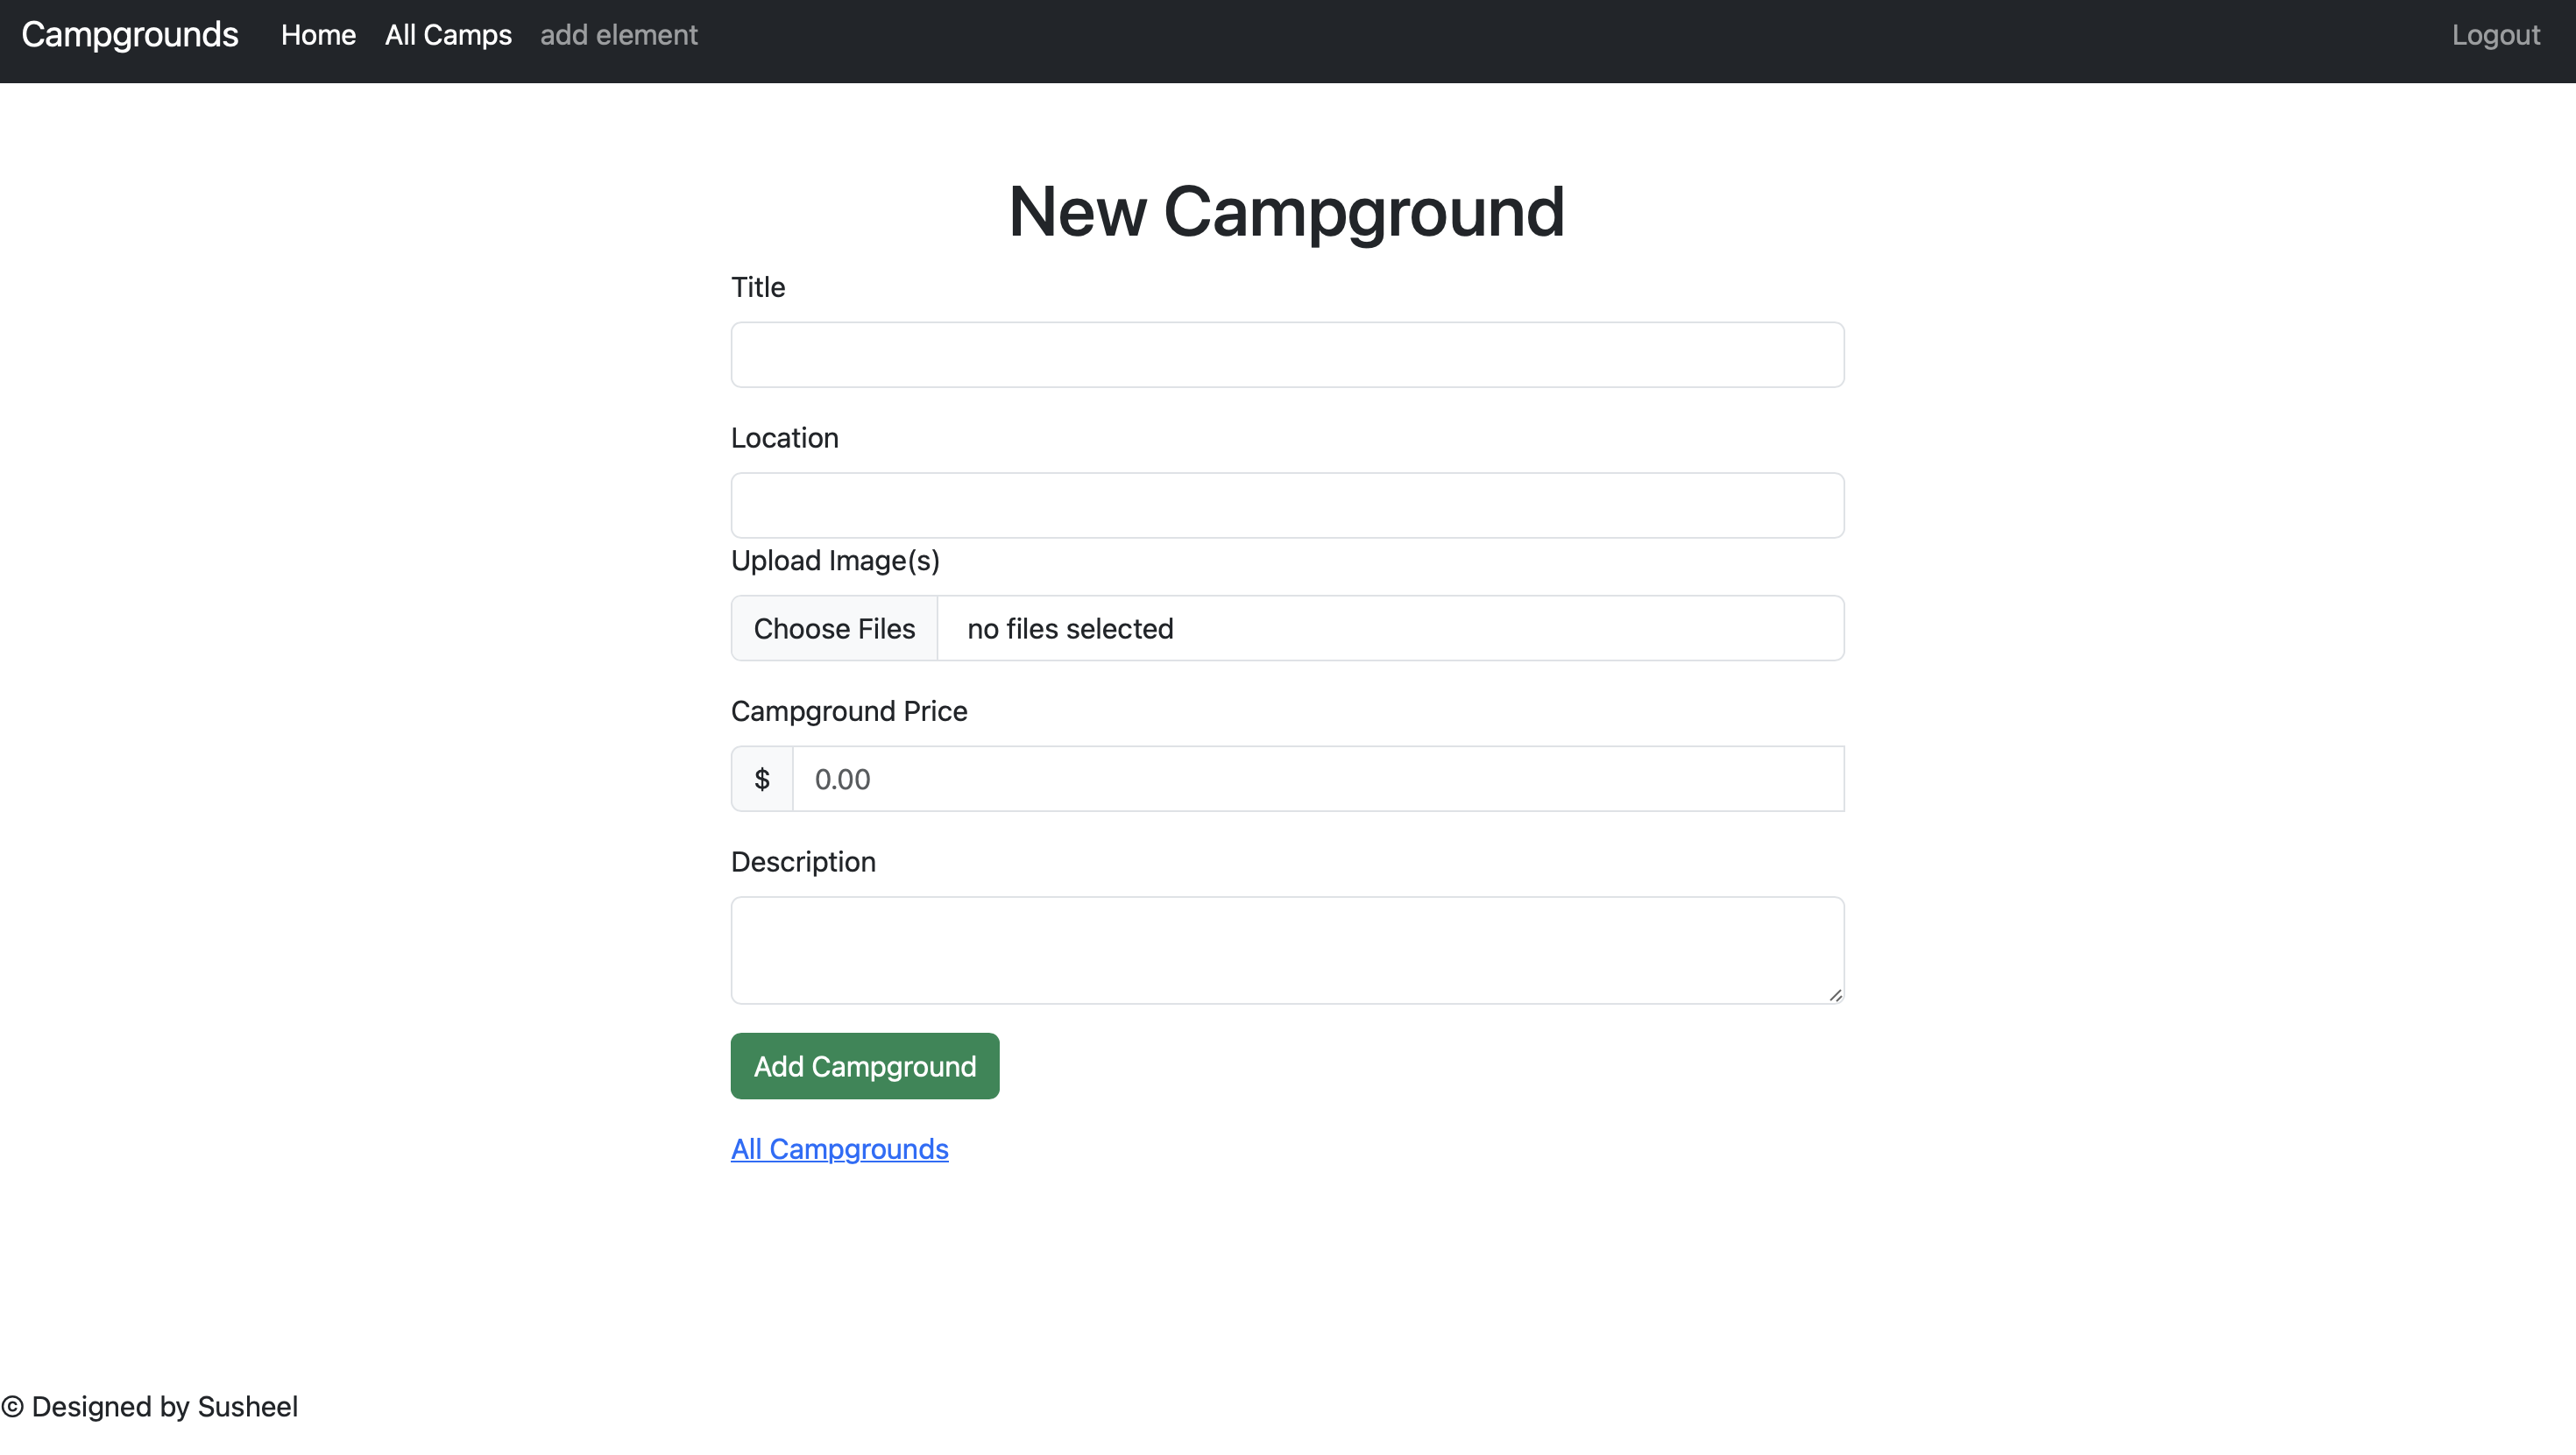 Campgrounds Home All Camps add element Logout
New Campground
Title
Location
Upload Image(s)
Choose Files no files selected
Campground Price
$ 0.00
Description
Add Campground
All Campgrounds
© Designed by Susheel